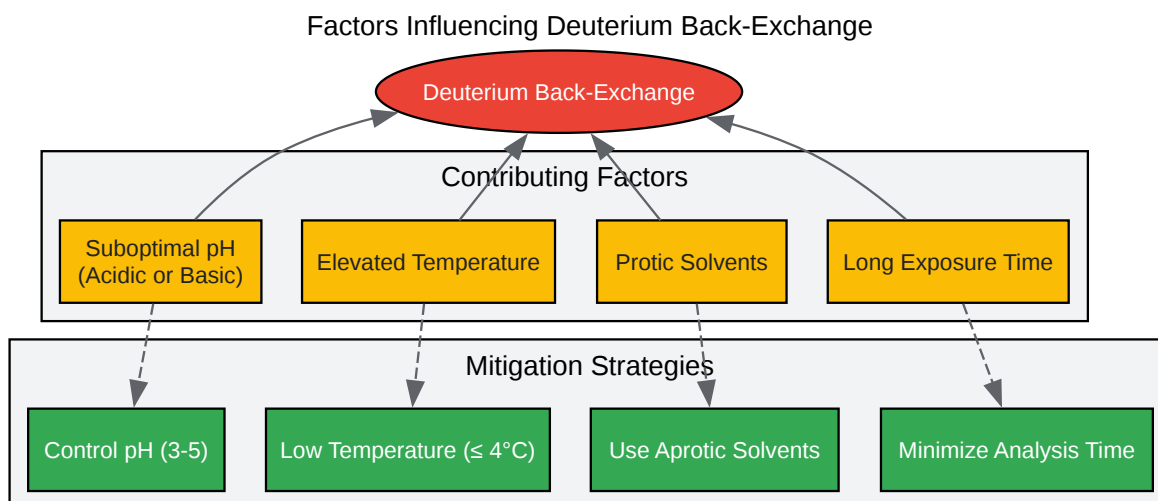 Factors Influencing Deuterium Back-Exchange
Deuterium Back-Exchange
Contributing Factors
Suboptimal pH
(Acidic or Basic)
Elevated Temperature
Protic Solvents
Long Exposure Time
Mitigation Strategies
Control pH (3-5)
Low Temperature (≤ 4°C)
Use Aprotic Solvents
Minimize Analysis Time